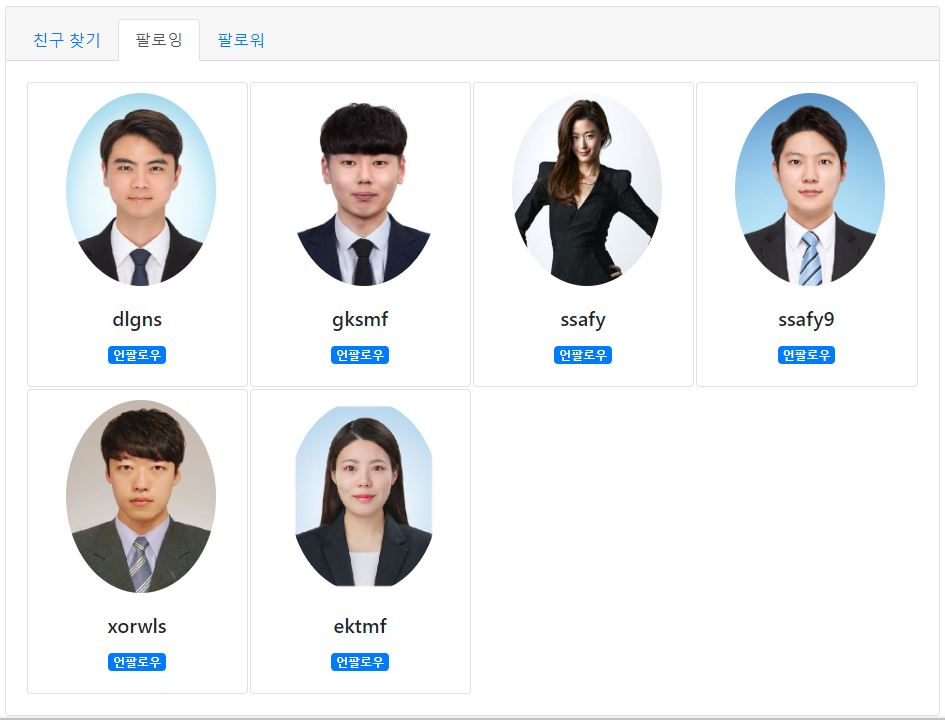 친구 찾기 팔로잉 팔로워
dlgns gksmf ssafy ssafy9
언팔로우 언팔로우 언팔로우 언팔로우
xorwls ektmf
언팔로우 언팔로우